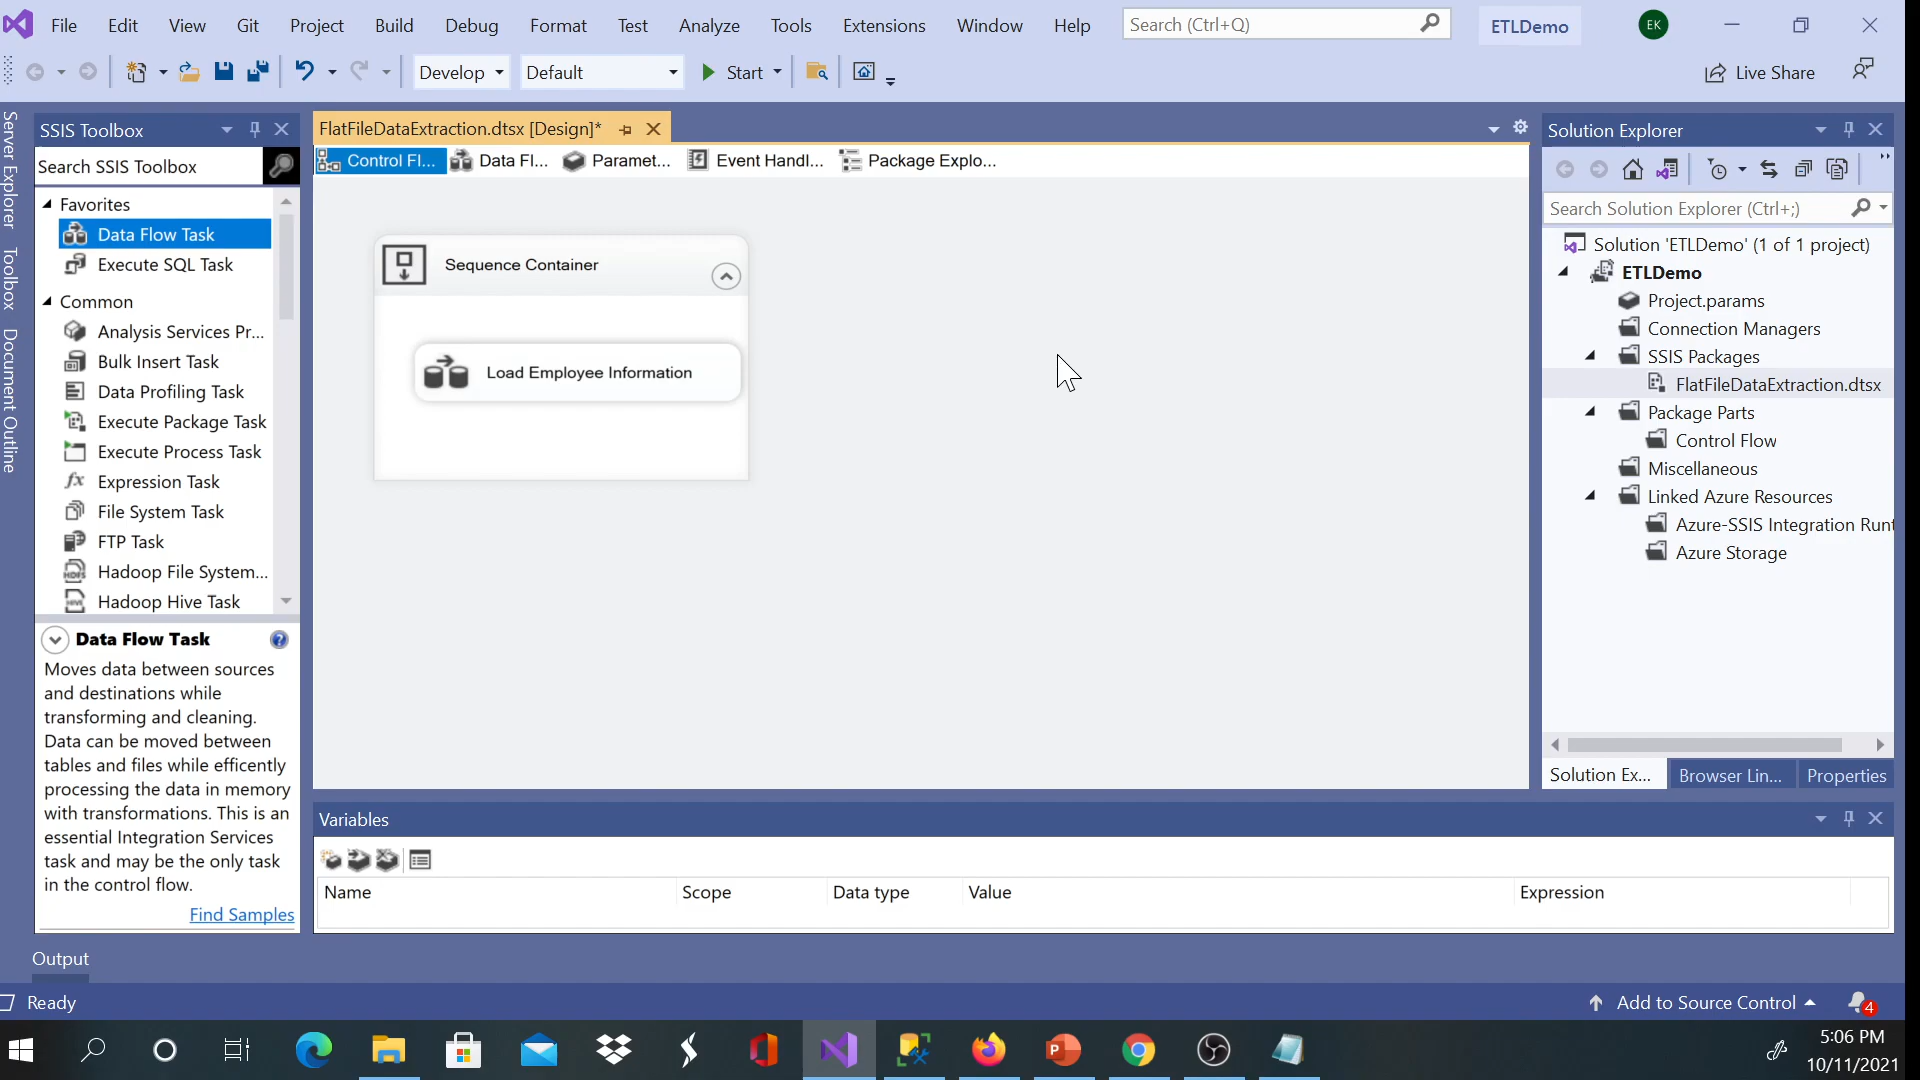 File Edit View Git Project Build Debug Format Test Analyze Tools Extensions Window Help Search (Ctrl+Q) ETLDemo EK
Develop Default Start Live Share
Server Explorer
Toolbox
Document Outline
SSIS Toolbox
Search SSIS Toolbox
Favorites
Data Flow Task
Execute SQL Task
Common
Analysis Services Pr...
Bulk Insert Task
Data Profiling Task
Execute Package Task
Execute Process Task
Expression Task
File System Task
FTP Task
Hadoop File System...
Hadoop Hive Task
Data Flow Task
Moves data between sources
and destinations while
transforming and cleaning.
Data can be moved between
tables and files while efficently
processing the data in memory
with transformations. This is an
essential Integration Services
task and may be the only task
in the control flow.
Find Samples
FlatFileDataExtraction.dtsx [Design]*
Control Fl... Data Fl... Paramet... Event Handl... Package Explo...
Sequence Container
Load Employee Information
Solution Explorer
Search Solution Explorer (Ctrl+;)
Solution 'ETLDemo' (1 of 1 project)
ETLDemo
Project.params
Connection Managers
SSIS Packages
FlatFileDataExtraction.dtsx
Package Parts
Control Flow
Miscellaneous
Linked Azure Resources
Azure-SSIS Integration Runt
Azure Storage
Solution Ex... Browser Lin... Properties
Variables
Name Scope Data type Value Expression
Output
Ready Add to Source Control 4
5:06 PM
10/11/2021